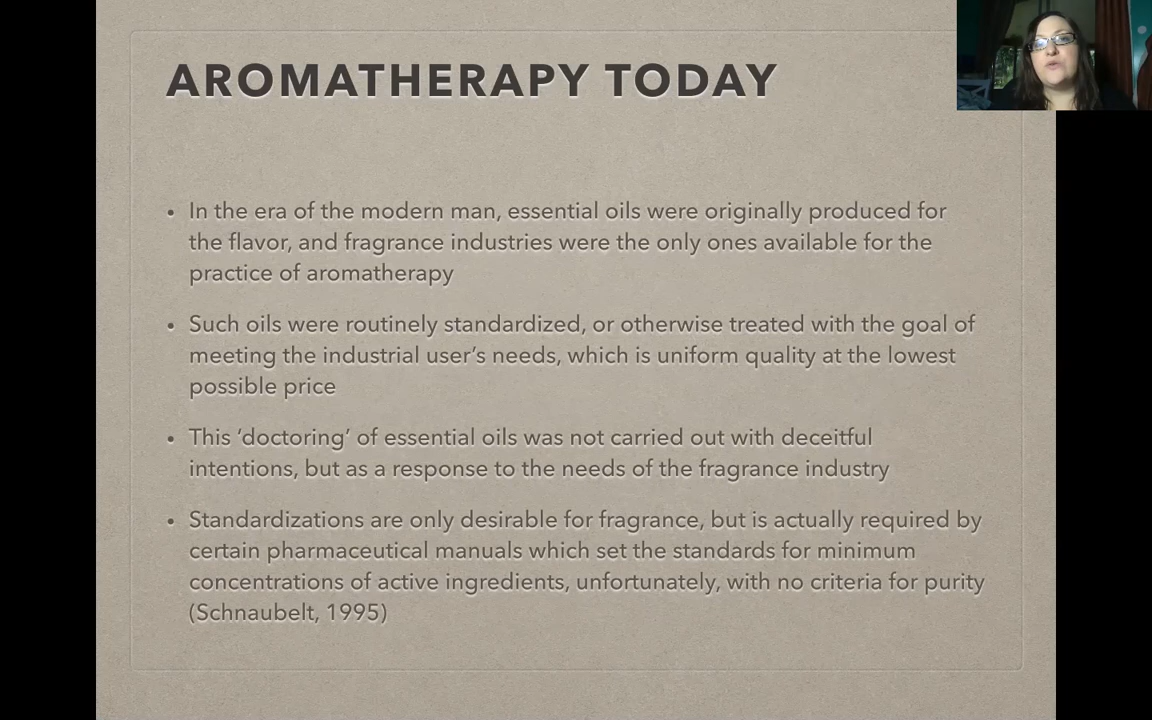 AROMATHERAPY TODAY
• In the era of the modern man, essential oils were originally produced for
the flavor, and fragrance industries were the only ones available for the
practice of aromatherapy
• Such oils were routinely standardized, or otherwise treated with the goal of
meeting the industrial user’s needs, which is uniform quality at the lowest
possible price
• This ‘doctoring’ of essential oils was not carried out with deceitful
intentions, but as a response to the needs of the fragrance industry
• Standardizations are only desirable for fragrance, but is actually required by
certain pharmaceutical manuals which set the standards for minimum
concentrations of active ingredients, unfortunately, with no criteria for purity
(Schnaubelt, 1995)